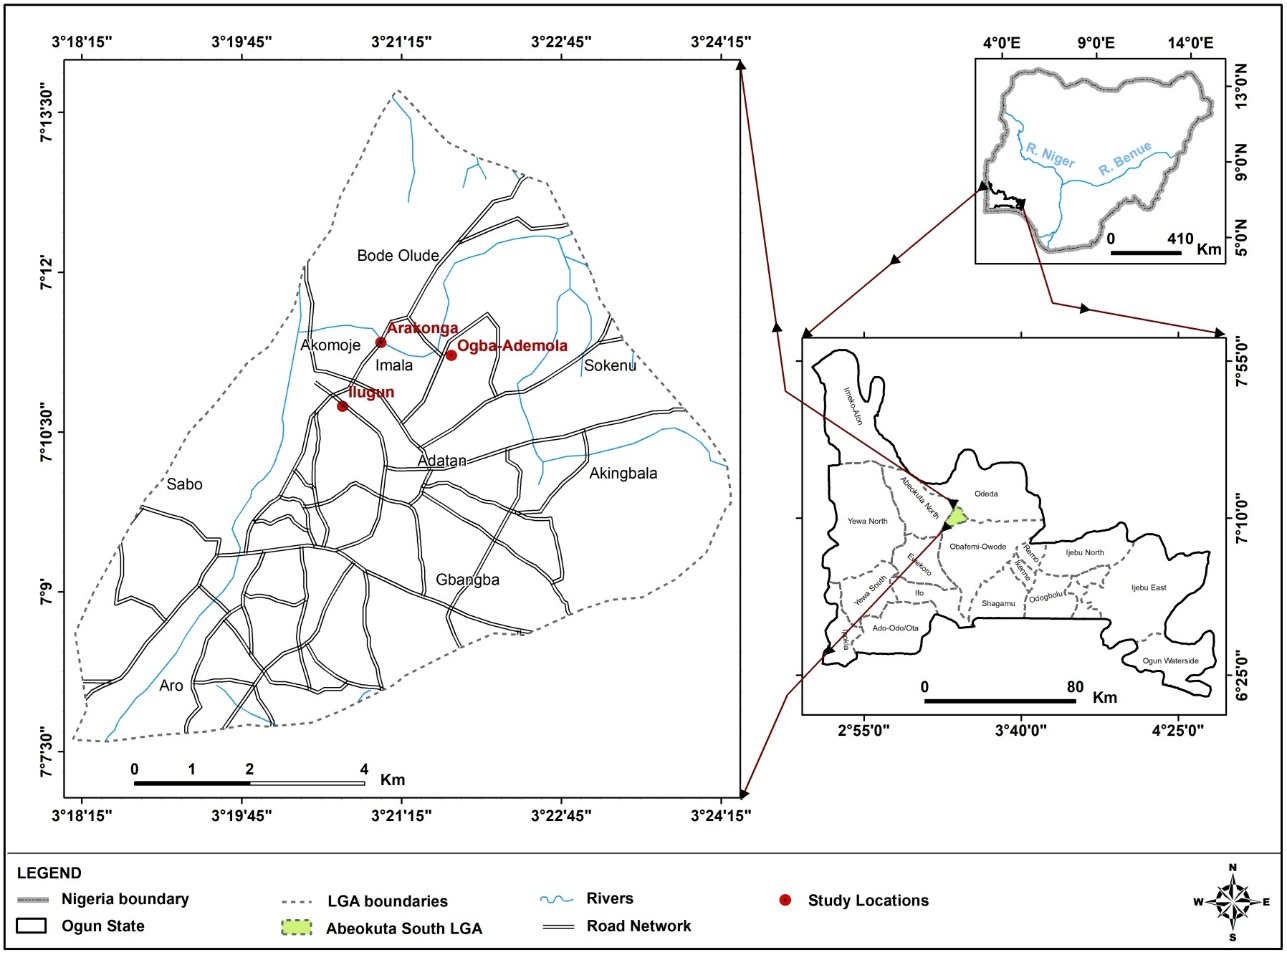 3°18'15" 3°19'45" 3°21'15" 3°22'45" 3°24'15"
7°13'30"
7°12'
7°10'30"
7°9'
7°7'30"
Bode Olude
Arakonga
Akomoje
Ogba-Ademola
Imala
Sokenu
Ilugun
Adatan
Akingbala
Sabo
Gbangba
Aro
0 1 2 4 Km
3°18'15" 3°19'45" 3°21'15" 3°22'45" 3°24'15"
4°0'E 9°0'E 14°0'E
13°0'N
9°0'N
5°0'N
R. Niger
R. Benue
0 410 Km
7°55'0"
7°10'0"
6°25'0"
Imeko-Afon
Abeokuta North
Odeda
Yewa North
Obafemi-Owode
Remo
Ikenne
Ijebu North
Ewekoro
Yewa South
Ifo
Shagamu
Odogbolu
Ijebu East
Ado-Odo/Ota
Ipokia
Ogun Waterside
0 80 Km
2°55'0" 3°40'0" 4°25'0"
LEGEND
Nigeria boundary
Ogun State
LGA boundaries
Abeokuta South LGA
Rivers
Road Network
Study Locations
N
W E
S